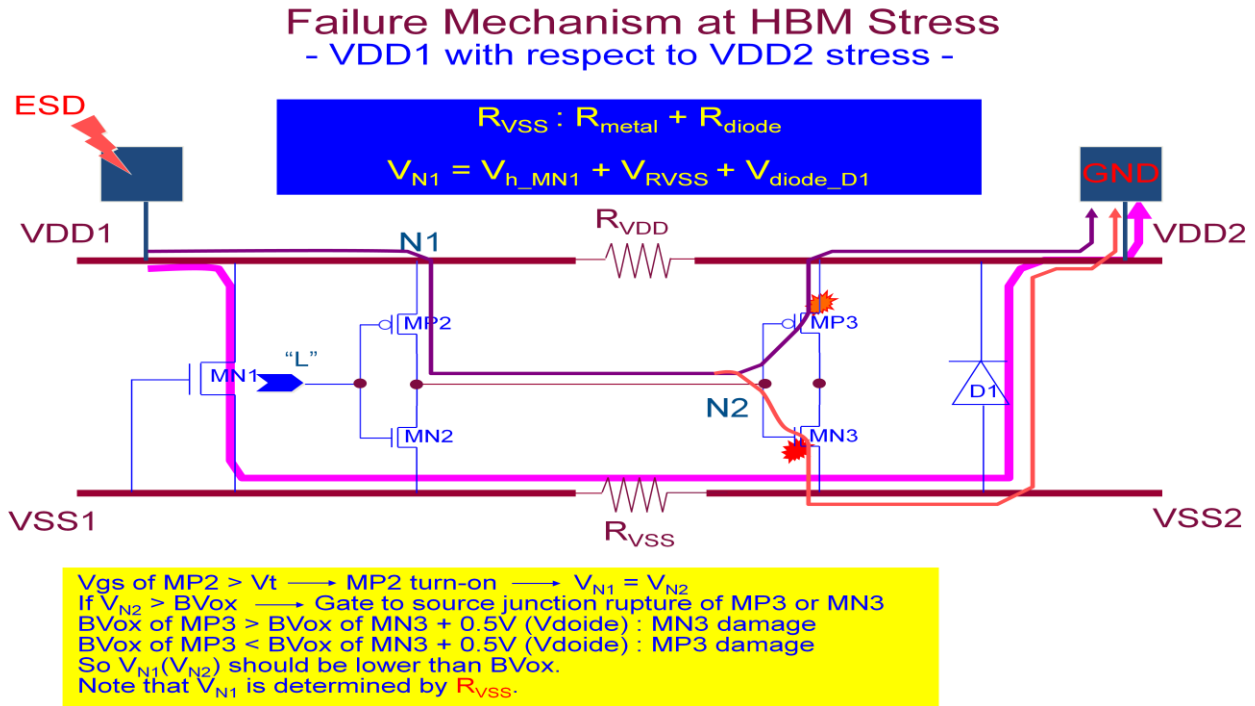 Failure Mechanism at HBM Stress
- VDD1 with respect to VDD2 stress -
ESD
RVSS : Rmetal + Rdiode
VN1 = Vh_MN1 + VRVSS + Vdiode_D1
GND
VDD1
N1
RVDD
VDD2
MP2
MP3
"L"
MN1
D1
N2
MN2
MN3
VSS1
RVSS
VSS2
Vgs of MP2 > Vt → MP2 turn-on → VN1 = VN2
If VN2 > BVox → Gate to source junction rupture of MP3 or MN3
BVox of MP3 > BVox of MN3 + 0.5V (Vdoide) : MN3 damage
BVox of MP3 < BVox of MN3 + 0.5V (Vdoide) : MP3 damage
So VN1(VN2) should be lower than BVox.
Note that VN1 is determined by RVSS.